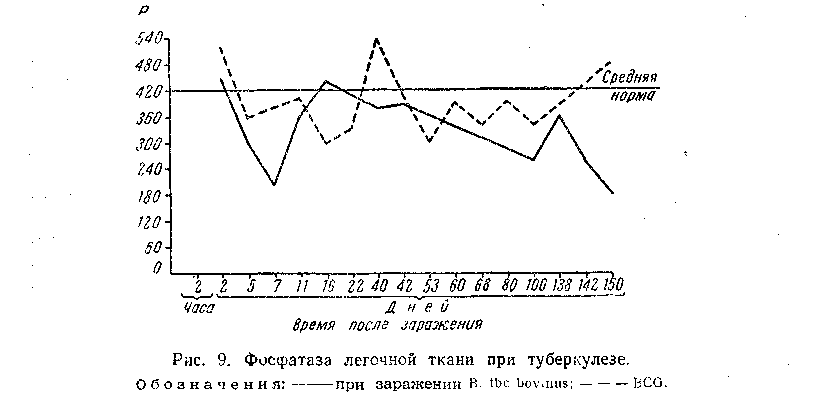 P
540
480
Средняя
420
норма
360
300
240
180
120
60
0
2 2 5 7 11 16 22 40 42 53 60 68 80 100 138 142 150
Часа Дней
Время после заражения
Рис. 9. Фосфатаза легочной ткани при туберкулезе.
Обозначения: ——— при заражении B. tbc bovinus; — — — BCG.